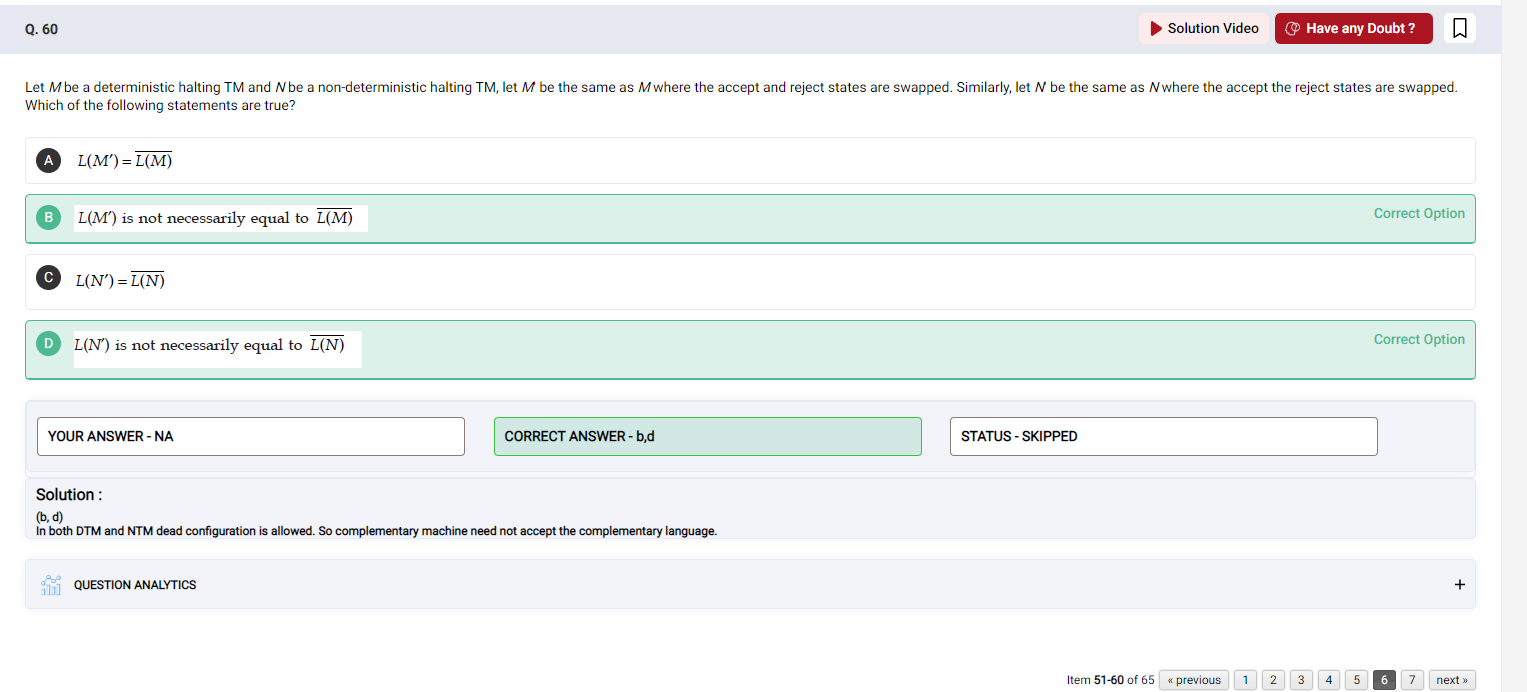 Q. 60
Solution Video
Have any Doubt ?
Let M be a deterministic halting TM and N be a non-deterministic halting TM, let M′ be the same as M where the accept and reject states are swapped. Similarly, let N′ be the same as N where the accept the reject states are swapped.
Which of the following statements are true?
A L(M′) = \overline{L(M)}
B L(M′) is not necessarily equal to \overline{L(M)}
Correct Option
C L(N′) = \overline{L(N)}
D L(N′) is not necessarily equal to \overline{L(N)}
Correct Option
YOUR ANSWER - NA
CORRECT ANSWER - b,d
STATUS - SKIPPED
Solution :
(b, d)
In both DTM and NTM dead configuration is allowed. So complementary machine need not accept the complementary language.
QUESTION ANALYTICS
+
Item 51-60 of 65 « previous 1 2 3 4 5 6 7 next »